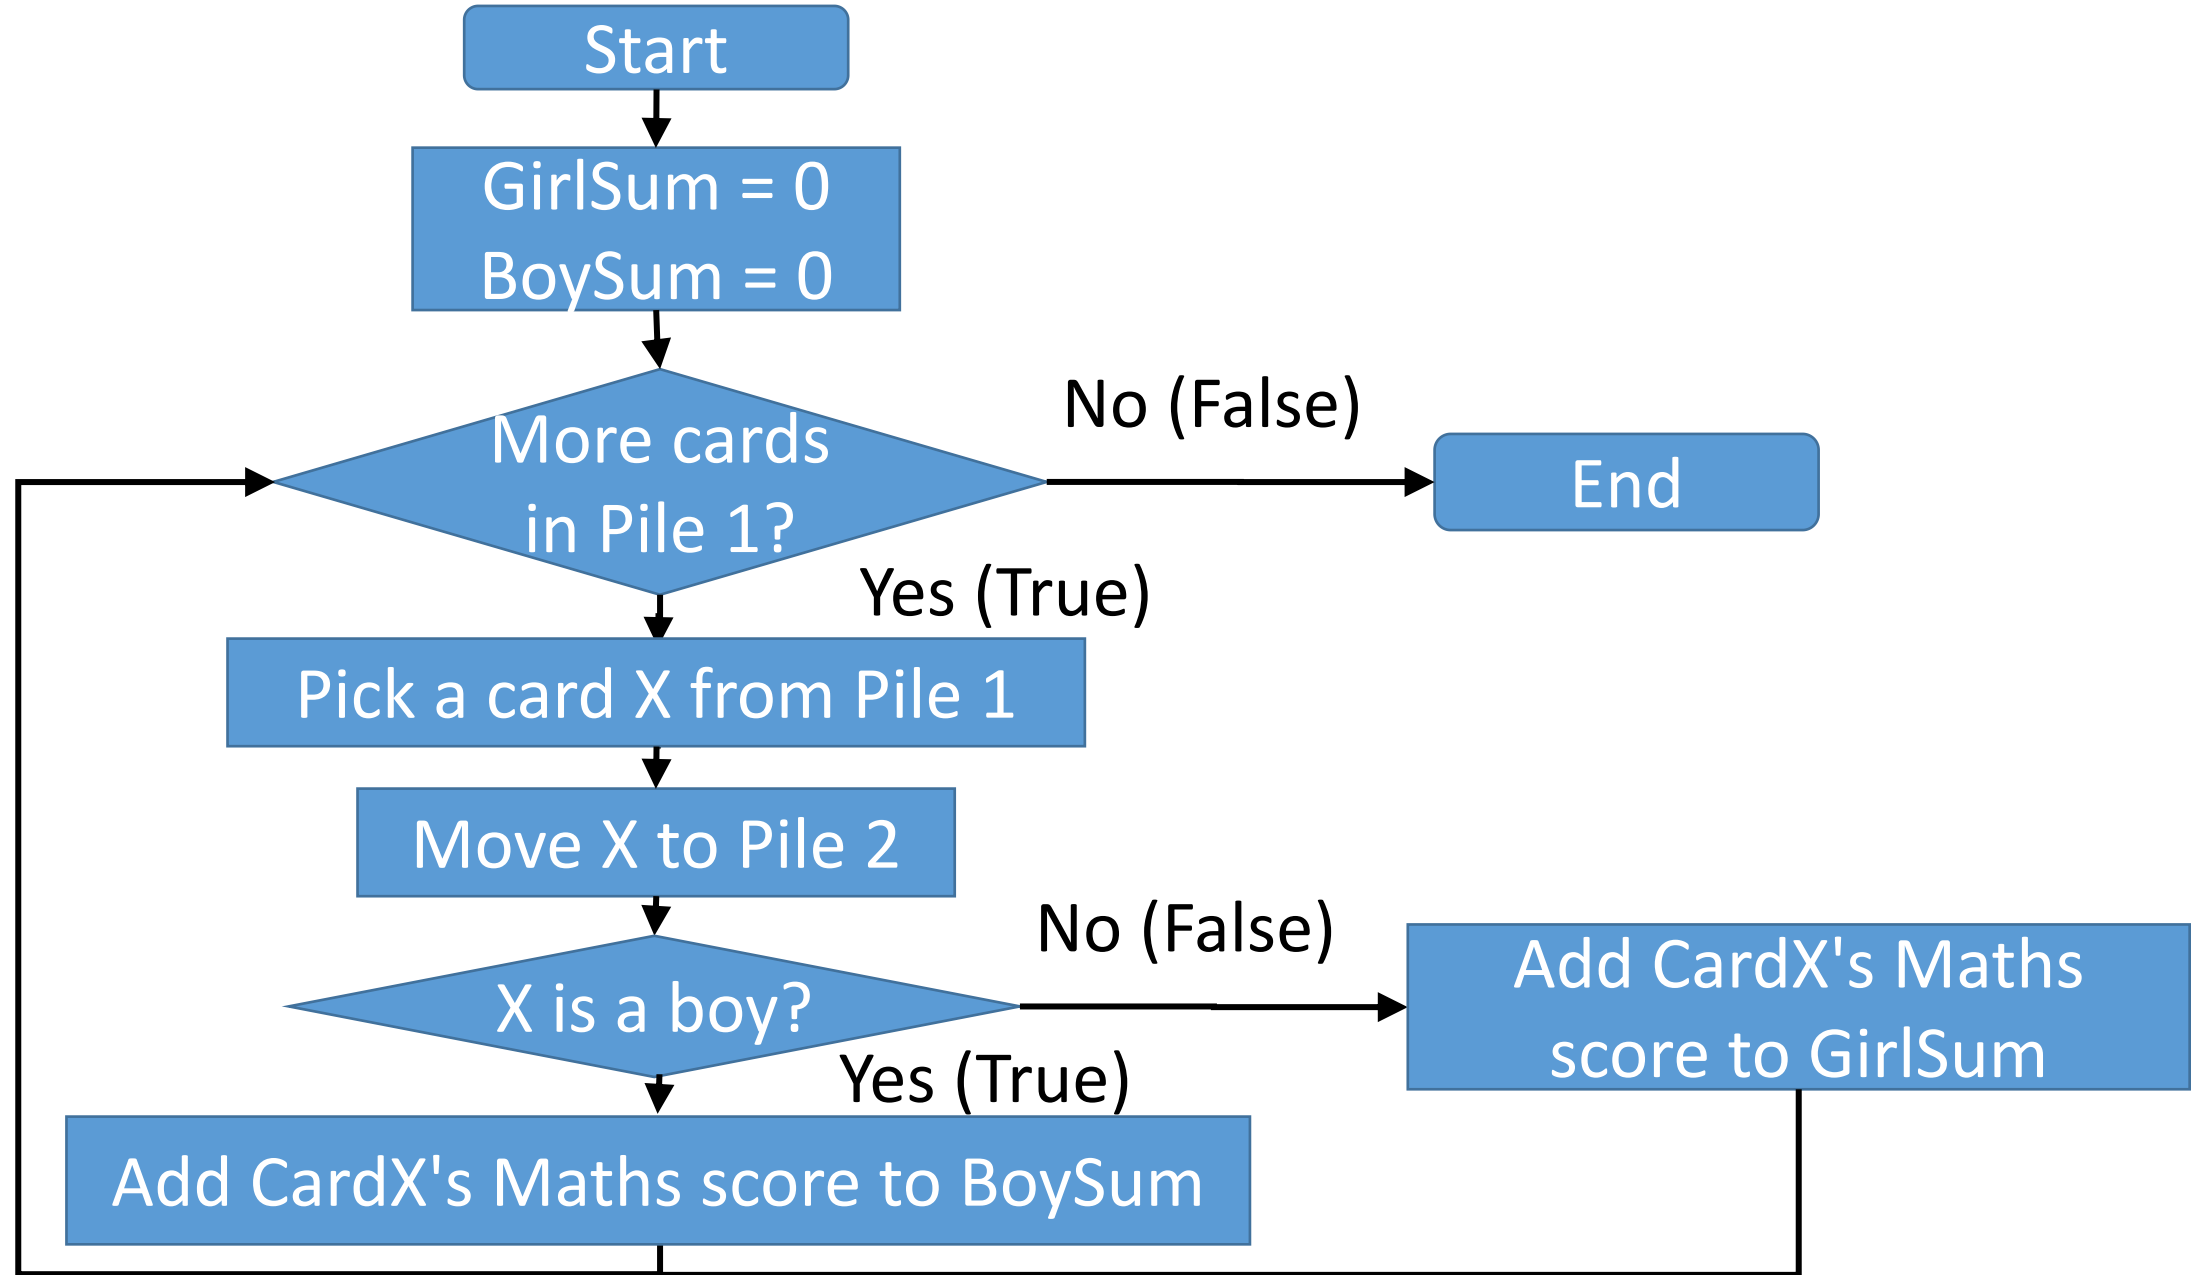 Start
GirlSum = 0
BoySum = 0
More cards
in Pile 1?
No (False)
End
Yes (True)
Pick a card X from Pile 1
Move X to Pile 2
X is a boy?
No (False)
Add CardX's Maths
score to GirlSum
Yes (True)
Add CardX's Maths score to BoySum